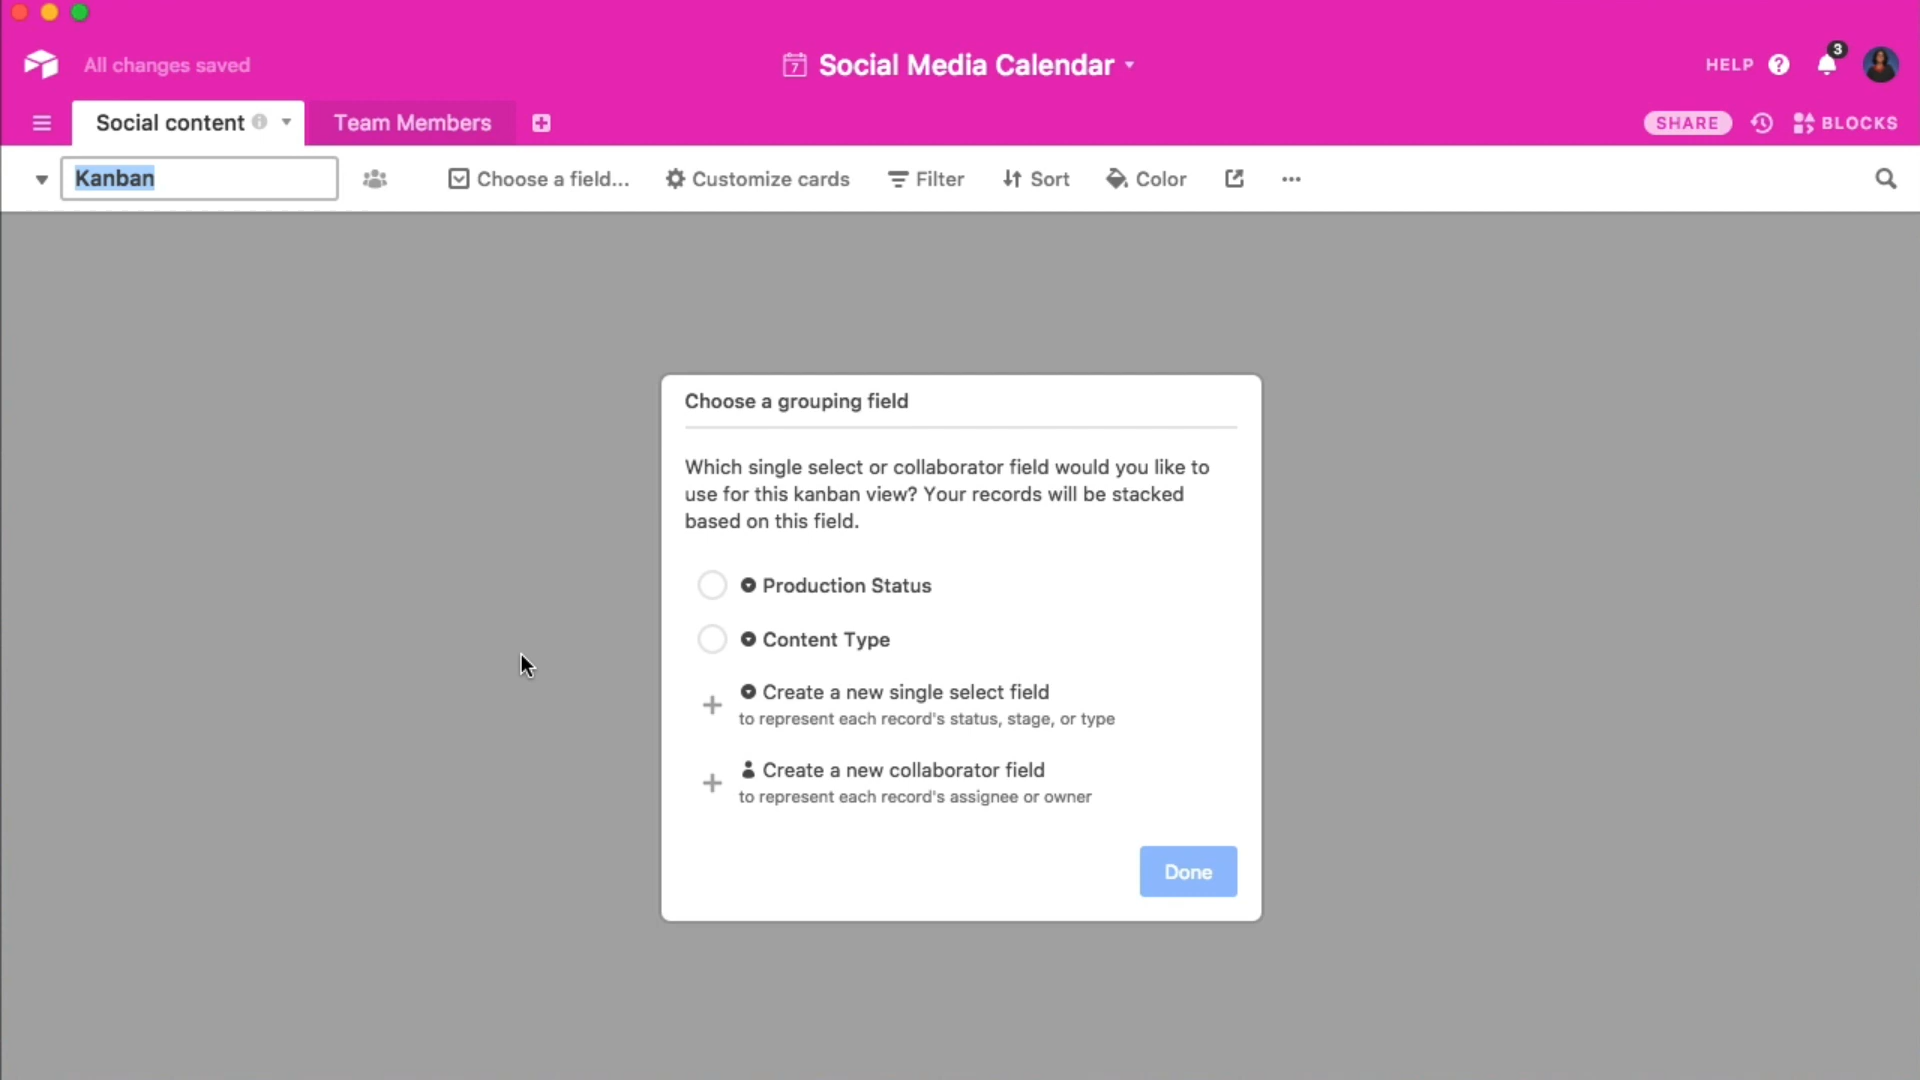 All changes saved
7
Social Media Calendar
HELP ?
3
Social content
Team Members
SHARE
BLOCKS
Kanban
Choose a field...
Customize cards
Filter
Sort
Color
Choose a grouping field
Which single select or collaborator field would you like to
use for this kanban view? Your records will be stacked
based on this field.
Production Status
Content Type
Create a new single select field
to represent each record's status, stage, or type
Create a new collaborator field
to represent each record's assignee or owner
Done